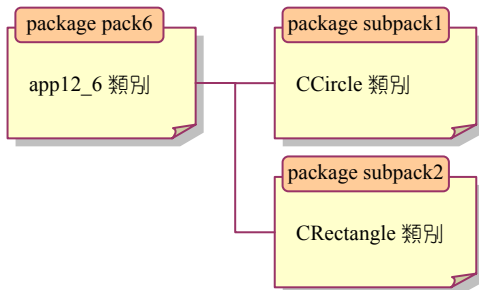 package pack6
app12_6 類別
package subpack1
CCircle 類別
package subpack2
CRectangle 類別